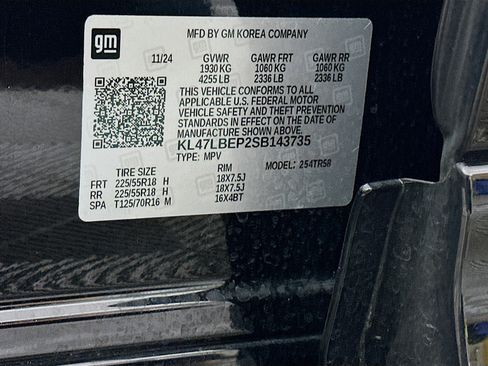 gm
MFD BY GM KOREA COMPANY
11/24 GVWR GAWR FRT GAWR RR
1930 KG 1060 KG 1060 KG
4255 LB 2336 LB 2336 LB
THIS VEHICLE CONFORMS TO ALL
APPLICABLE U.S. FEDERAL MOTOR
VEHICLE SAFETY AND THEFT PREVENTION
STANDARDS IN EFFECT ON THE DATE OF
MANUFACTURE SHOWN ABOVE.
KL47LBEP2SB143735
TYPE: MPV MODEL: 254TR58
TIRE SIZE RIM
FRT 225/55R18 H 18X7.5J
RR 225/55R18 H 18X7.5J
SPA T125/70R16 M 16X4BT